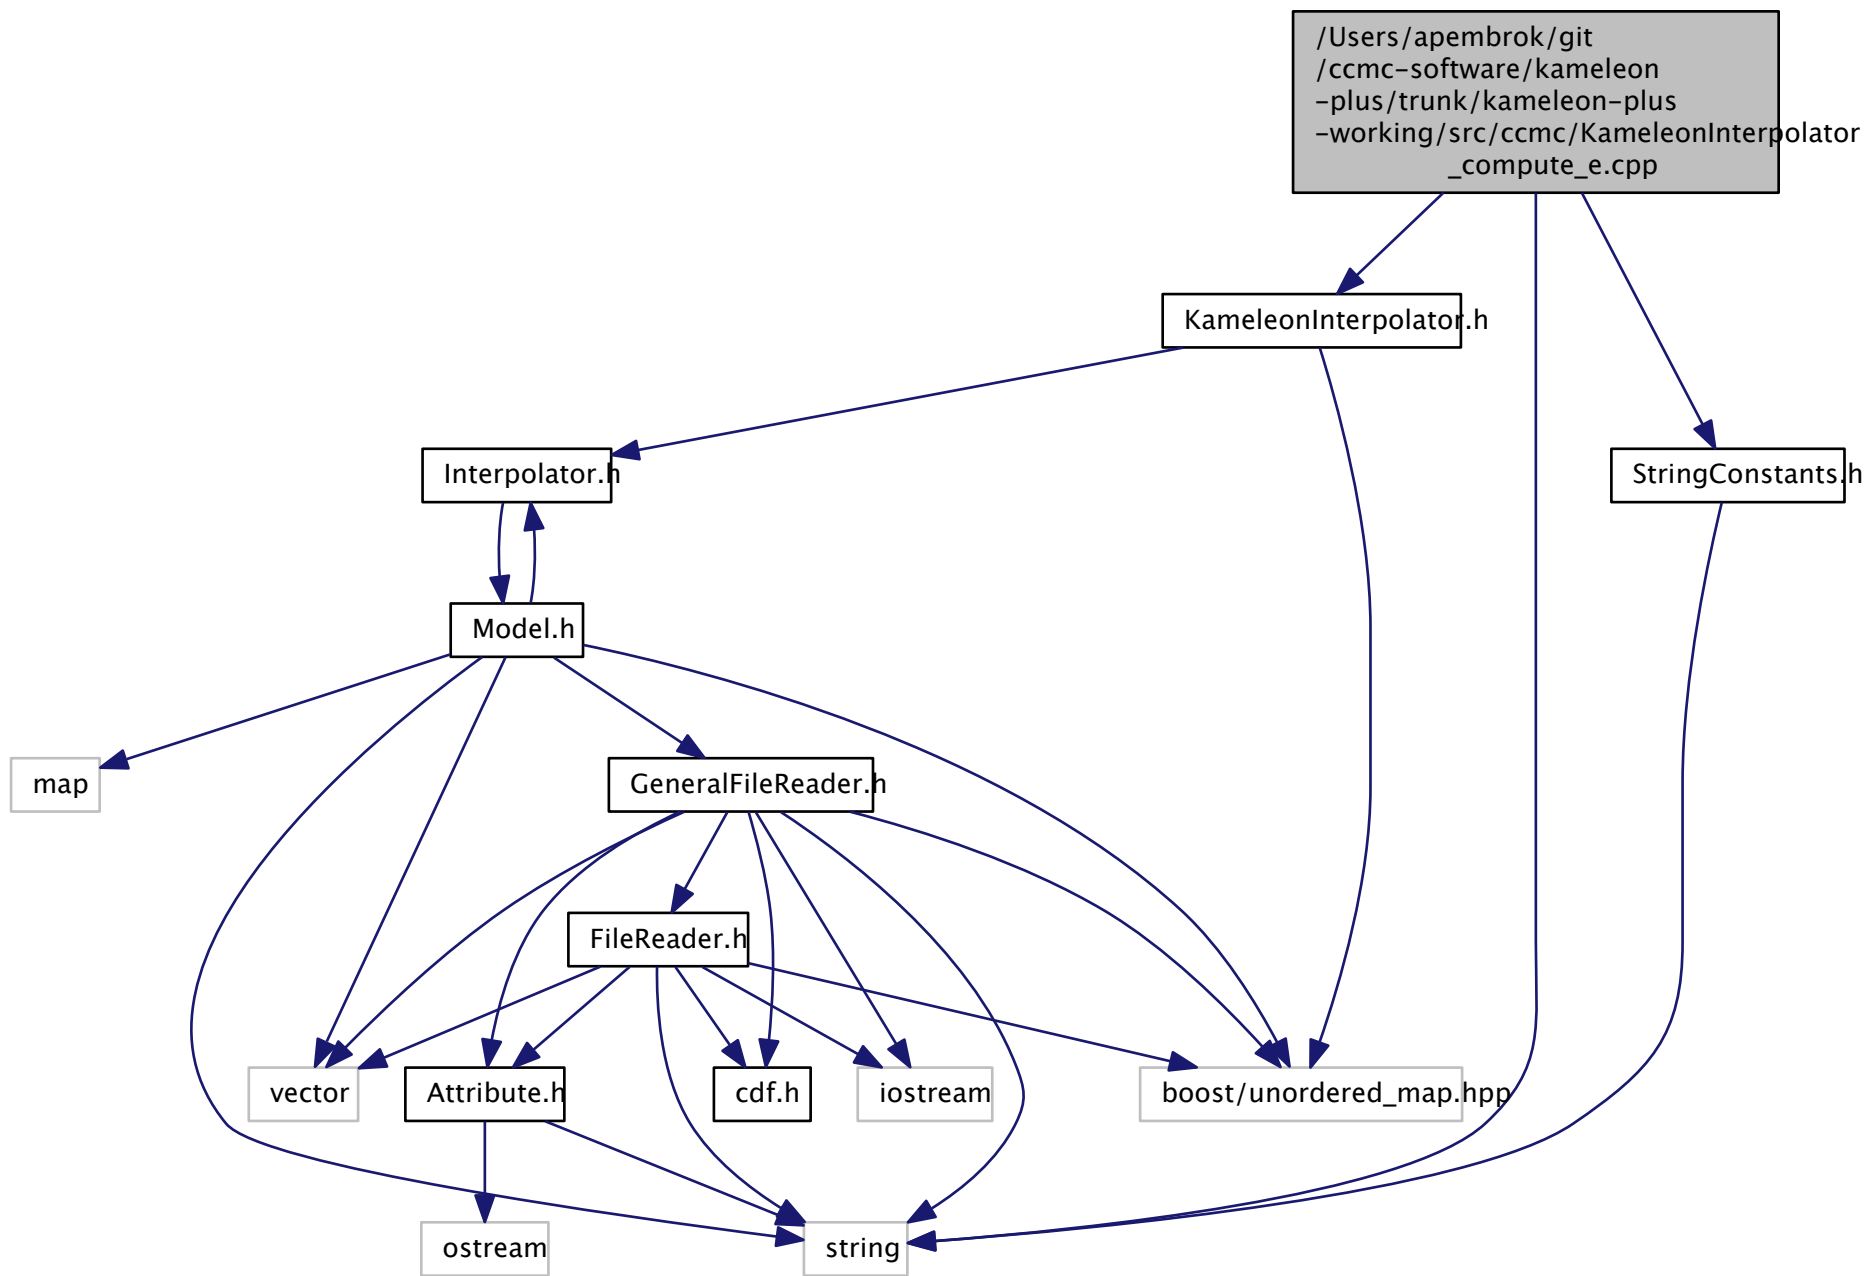 /Users/apembrok/git
/ccmc-software/kameleon
-plus/trunk/kameleon-plus
-working/src/ccmc/KameleonInterpolator
_compute_e.cpp
KameleonInterpolator.h
Interpolator.h
StringConstants.h
Model.h
map
GeneralFileReader.h
FileReader.h
vector
Attribute.h
cdf.h
iostream
boost/unordered_map.hpp
ostream
string